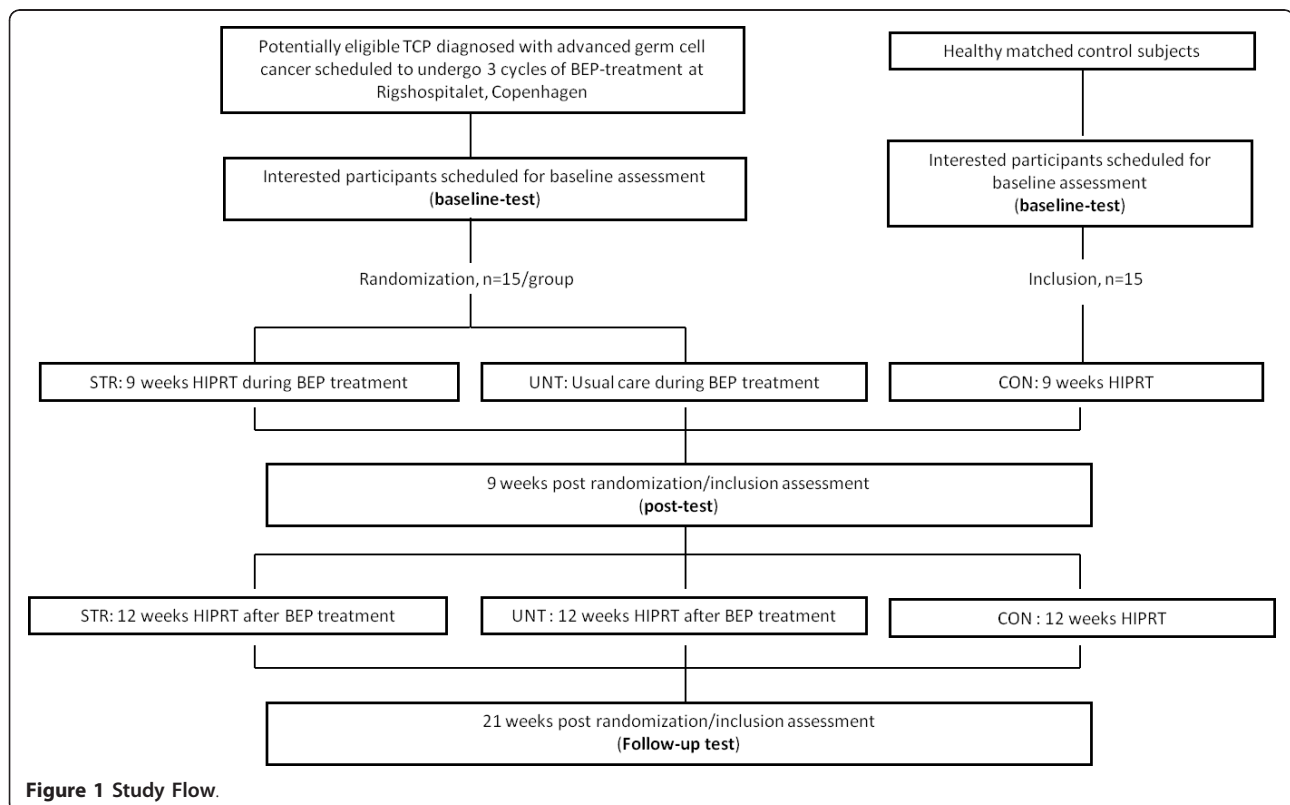 Potentially eligible TCP diagnosed with advanced germ cell
cancer scheduled to undergo 3 cycles of BEP-treatment at
Rigshospitalet, Copenhagen
Healthy matched control subjects
Interested participants scheduled for baseline assessment
(baseline-test)
Interested participants scheduled for
baseline assessment
(baseline-test)
Randomization, n=15/group
Inclusion, n=15
STR: 9 weeks HIPRT during BEP treatment
UNT: Usual care during BEP treatment
CON: 9 weeks HIPRT
9 weeks post randomization/inclusion assessment
(post-test)
STR: 12 weeks HIPRT after BEP treatment
UNT : 12 weeks HIPRT after BEP treatment
CON : 12 weeks HIPRT
21 weeks post randomization/inclusion assessment
(Follow-up test)
Figure 1 Study Flow.